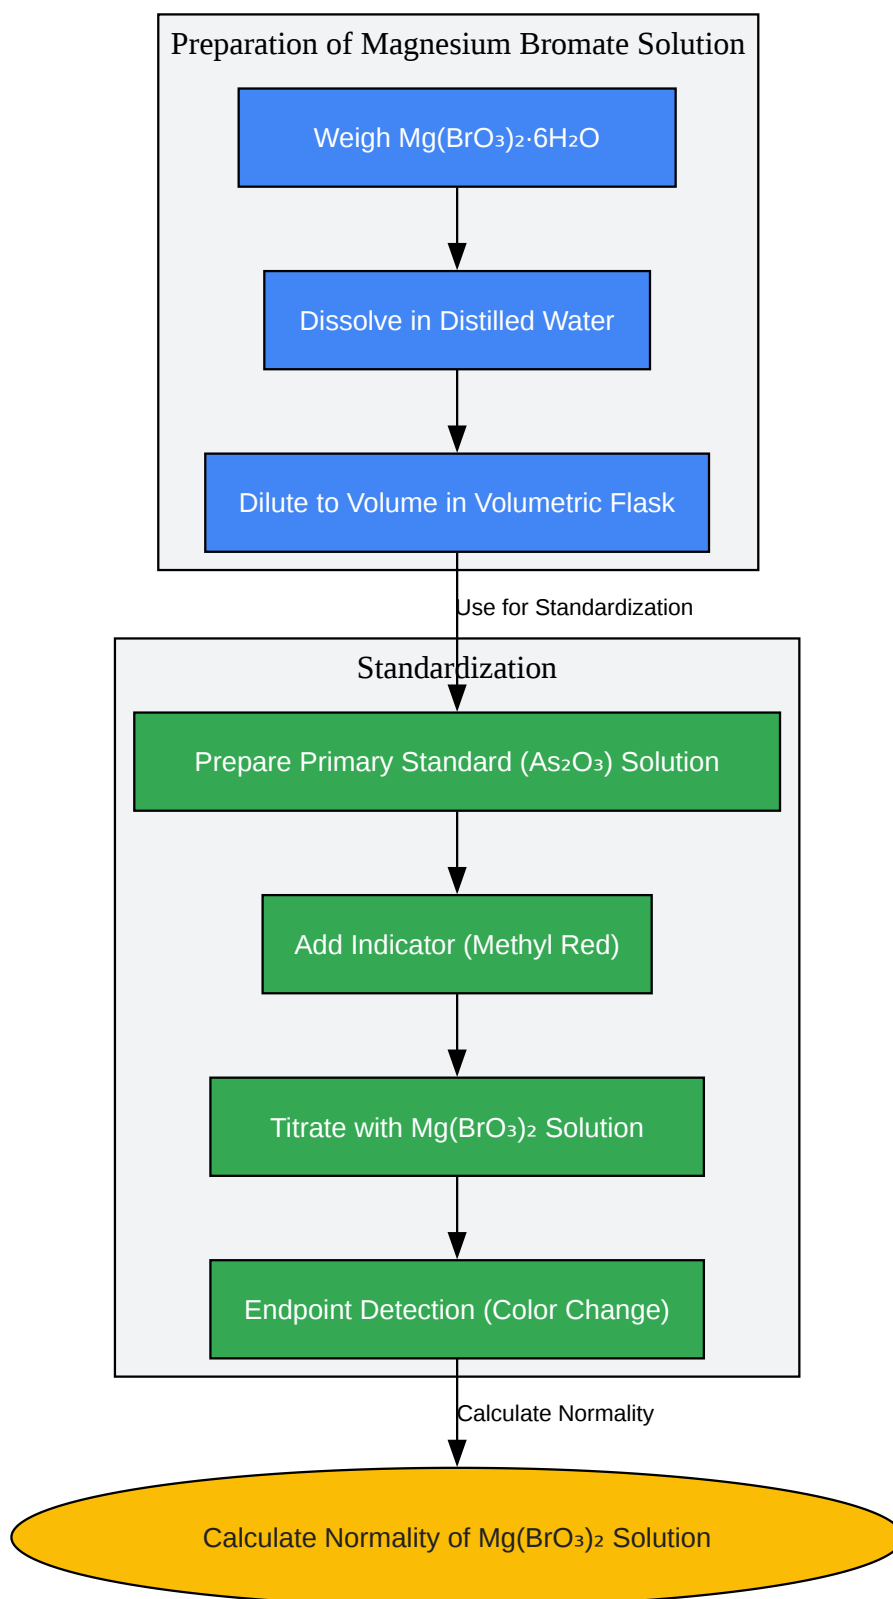 Preparation of Magnesium Bromate Solution
Weigh Mg(BrO₃)₂·6H₂O
Dissolve in Distilled Water
Dilute to Volume in Volumetric Flask
Use for Standardization
Standardization
Prepare Primary Standard (As₂O₃) Solution
Add Indicator (Methyl Red)
Titrate with Mg(BrO₃)₂ Solution
Endpoint Detection (Color Change)
Calculate Normality
Calculate Normality of Mg(BrO₃)₂ Solution